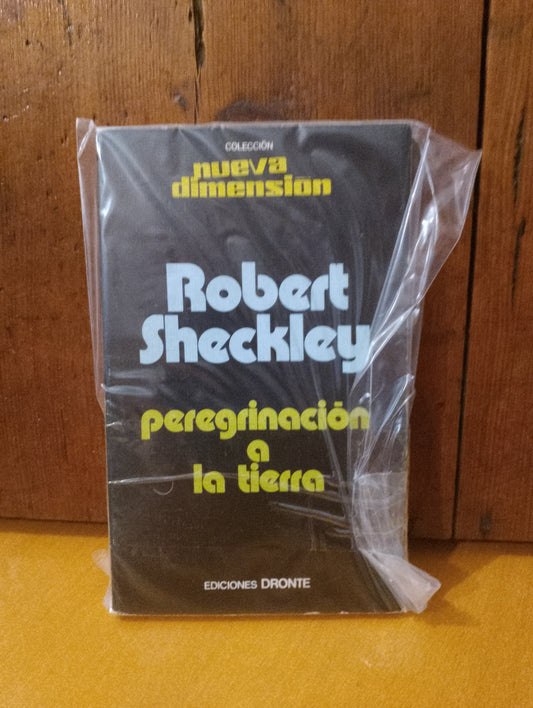 COLECCIÓN
nueva
dimensión
Robert
Sheckley
peregrinación
a
la tierra
EDICIONES DRONTE